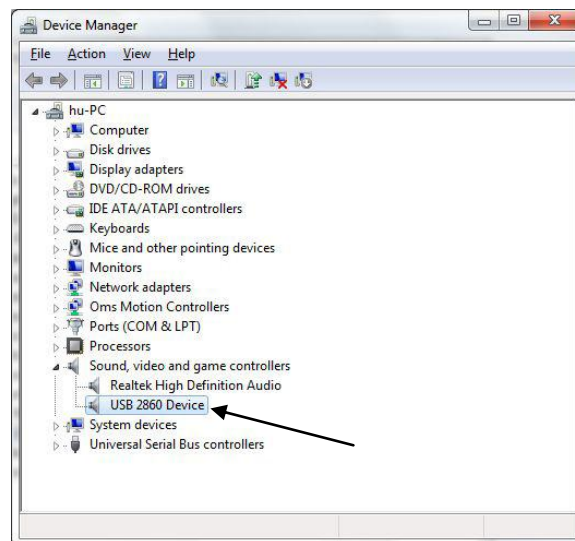 Device Manager
File Action View Help
hu-PC
Computer
Disk drives
Display adapters
DVD/CD-ROM drives
IDE ATA/ATAPI controllers
Keyboards
Mice and other pointing devices
Monitors
Network adapters
Oms Motion Controllers
Ports (COM & LPT)
Processors
Sound, video and game controllers
Realtek High Definition Audio
USB 2860 Device
System devices
Universal Serial Bus controllers